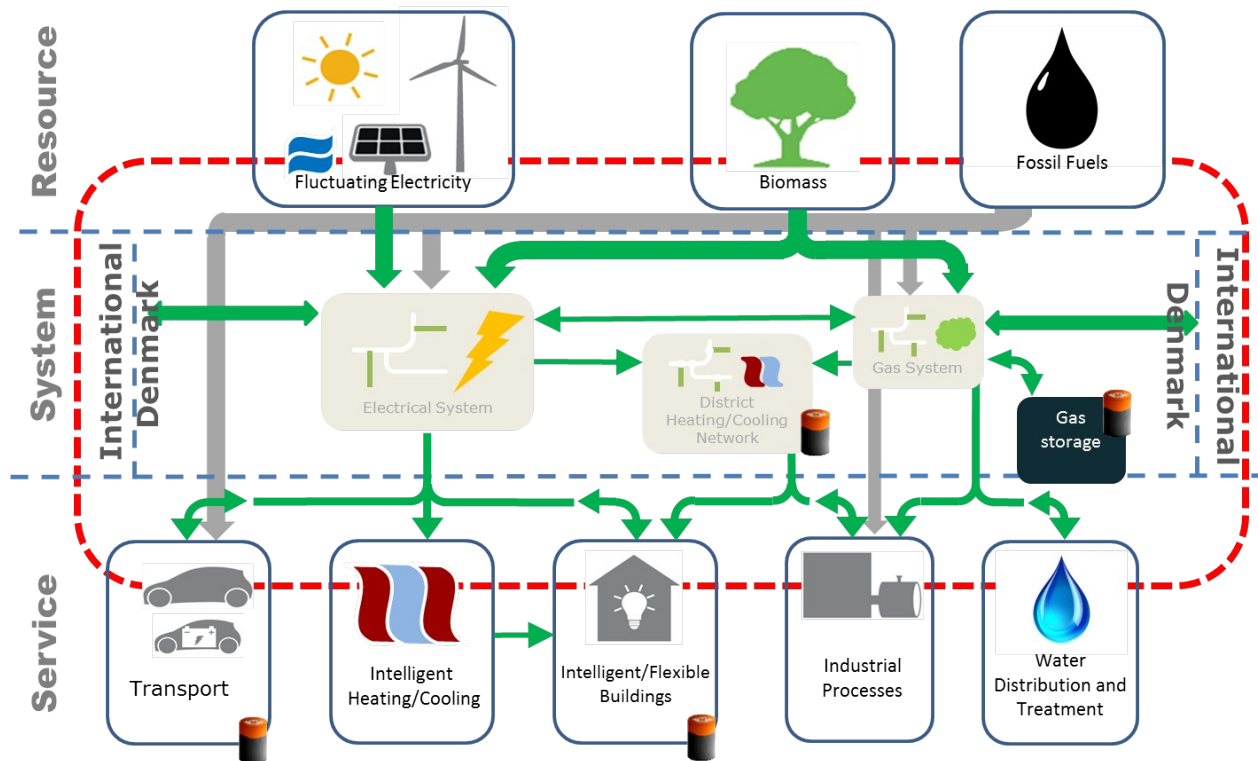 Resource
Fluctuating Electricity
Biomass
Fossil Fuels
System
International
Denmark
Electrical System
District
Heating/Cooling
Network
Gas System
Gas
storage
Denmark
International
Service
Transport
Intelligent
Heating/Cooling
Intelligent/Flexible
Buildings
Industrial
Processes
Water
Distribution and
Treatment